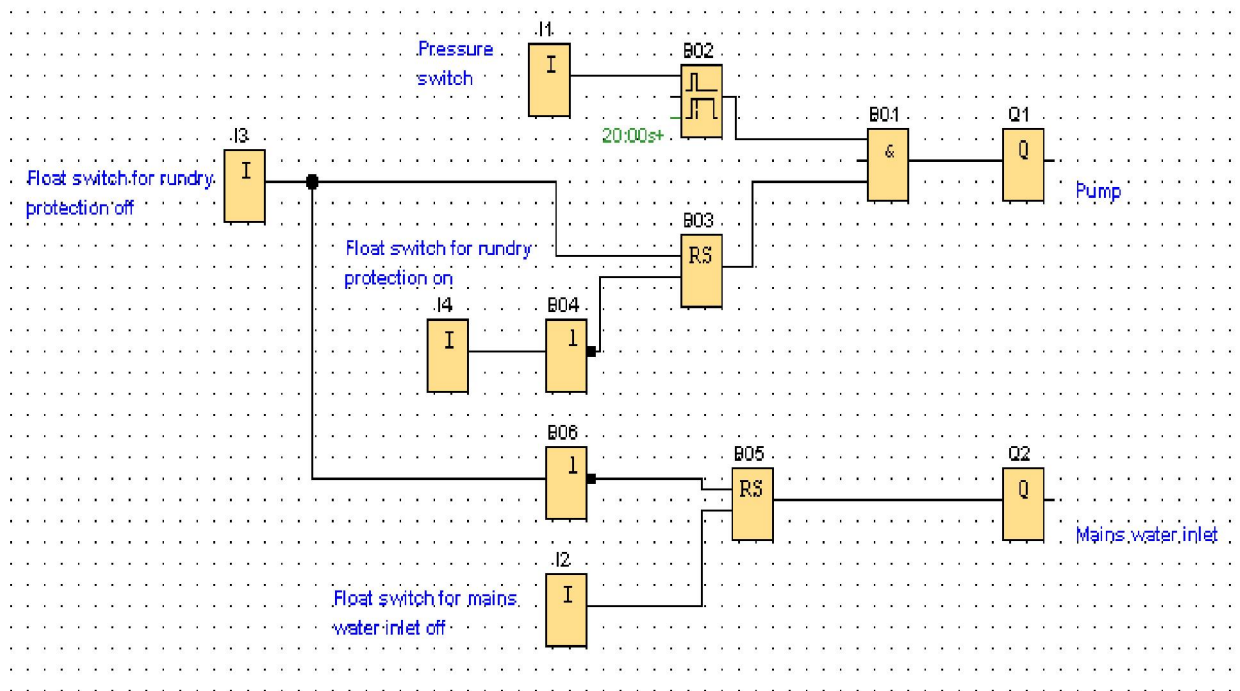 I1
Pressure
switch
I
B02
20:00s+
B01
&
Q1
Q
Pump
I3
I
Float switch for rundry
protection off
B03
RS
Float switch for rundry
protection on
I4
I
B04
1
B06
1
B05
RS
Q2
Q
Mains water inlet
I2
I
Float switch for mains
water inlet off